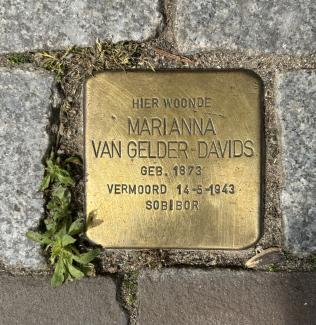 HIER WOONDE
MARIANNA
VAN GELDER-DAVIDS
GEB. 1873
VERMOORD 14-5-1943
SOBIBOR